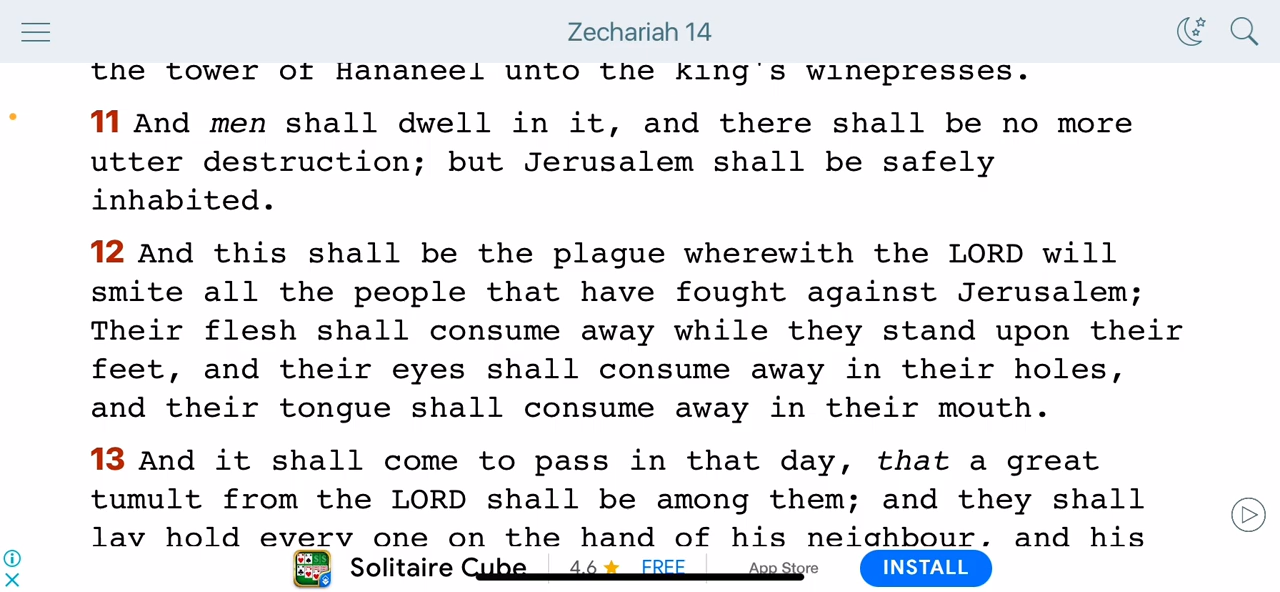 Zechariah 14
the tower of Hananeel unto the king's winepresses.
11 And men shall dwell in it, and there shall be no more
utter destruction; but Jerusalem shall be safely
inhabited.
12 And this shall be the plague wherewith the LORD will
smite all the people that have fought against Jerusalem;
Their flesh shall consume away while they stand upon their
feet, and their eyes shall consume away in their holes,
and their tongue shall consume away in their mouth.
13 And it shall come to pass in that day, that a great
tumult from the LORD shall be among them; and they shall
lay hold every one on the hand of his neighbour, and his
Solitaire Cube 4.6 ★ FREE App Store INSTALL